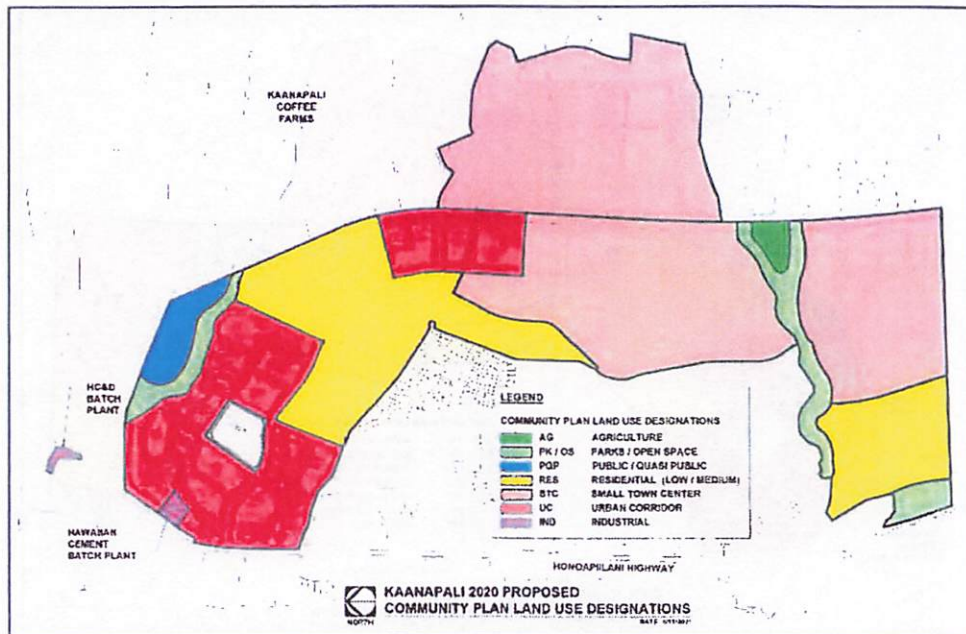 KAANAPALI
COFFEE
FARMS
HC&D
BATCH
PLANT
LEGEND
COMMUNITY PLAN LAND USE DESIGNATIONS
AG AGRICULTURE
PK / OS PARKS / OPEN SPACE
PQP PUBLIC / QUASI PUBLIC
RES RESIDENTIAL (LOW / MEDIUM)
STC SMALL TOWN CENTER
UC URBAN CORRIDOR
IND INDUSTRIAL
HAWAIIAN
CEMENT
BATCH PLANT
HONOAPIILANI HIGHWAY
KAANAPALI 2020 PROPOSED
COMMUNITY PLAN LAND USE DESIGNATIONS
NORTH
DATE